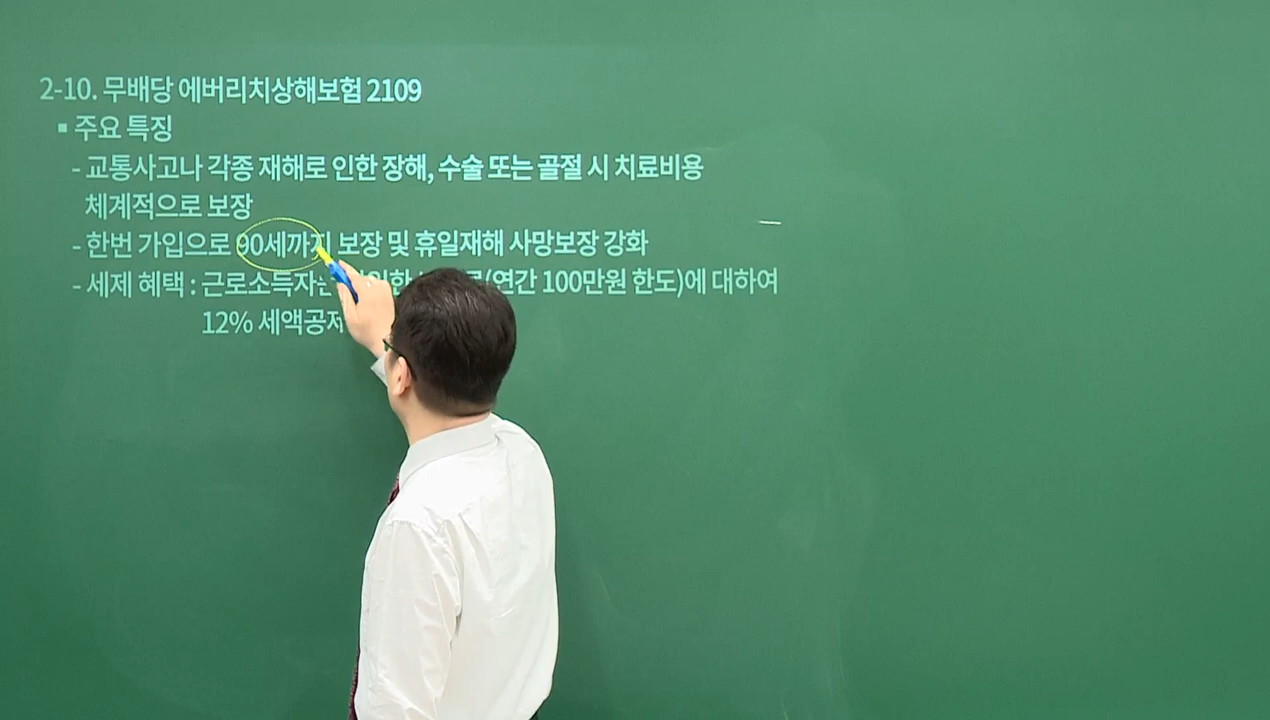 2-10. 무배당 에버리치상해보험 2109
▪ 주요 특징
- 교통사고나 각종 재해로 인한 장해, 수술 또는 골절 시 치료비용
체계적으로 보장
- 한번 가입으로 90세까지 보장 및 휴일재해 사망보장 강화
- 세제 혜택 : 근로소득자는 (연간 100만원 한도)에 대하여
12% 세액공제